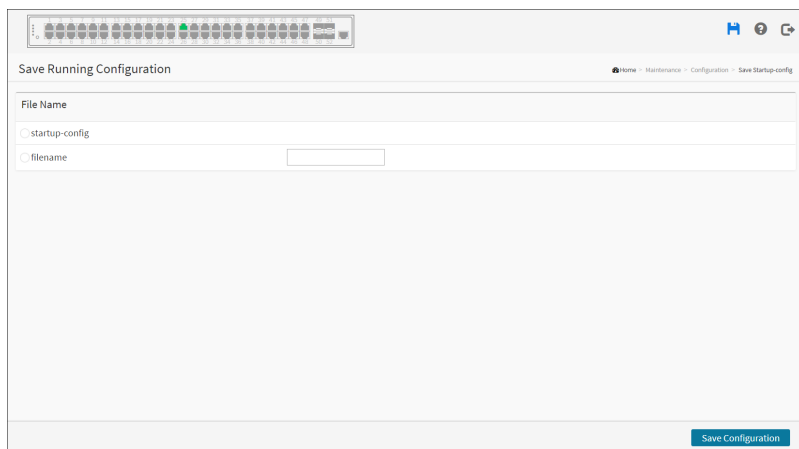 Save Running Configuration
Home > Maintenance > Configuration > Save Startup-config
File Name
startup-config
filename
Save Configuration